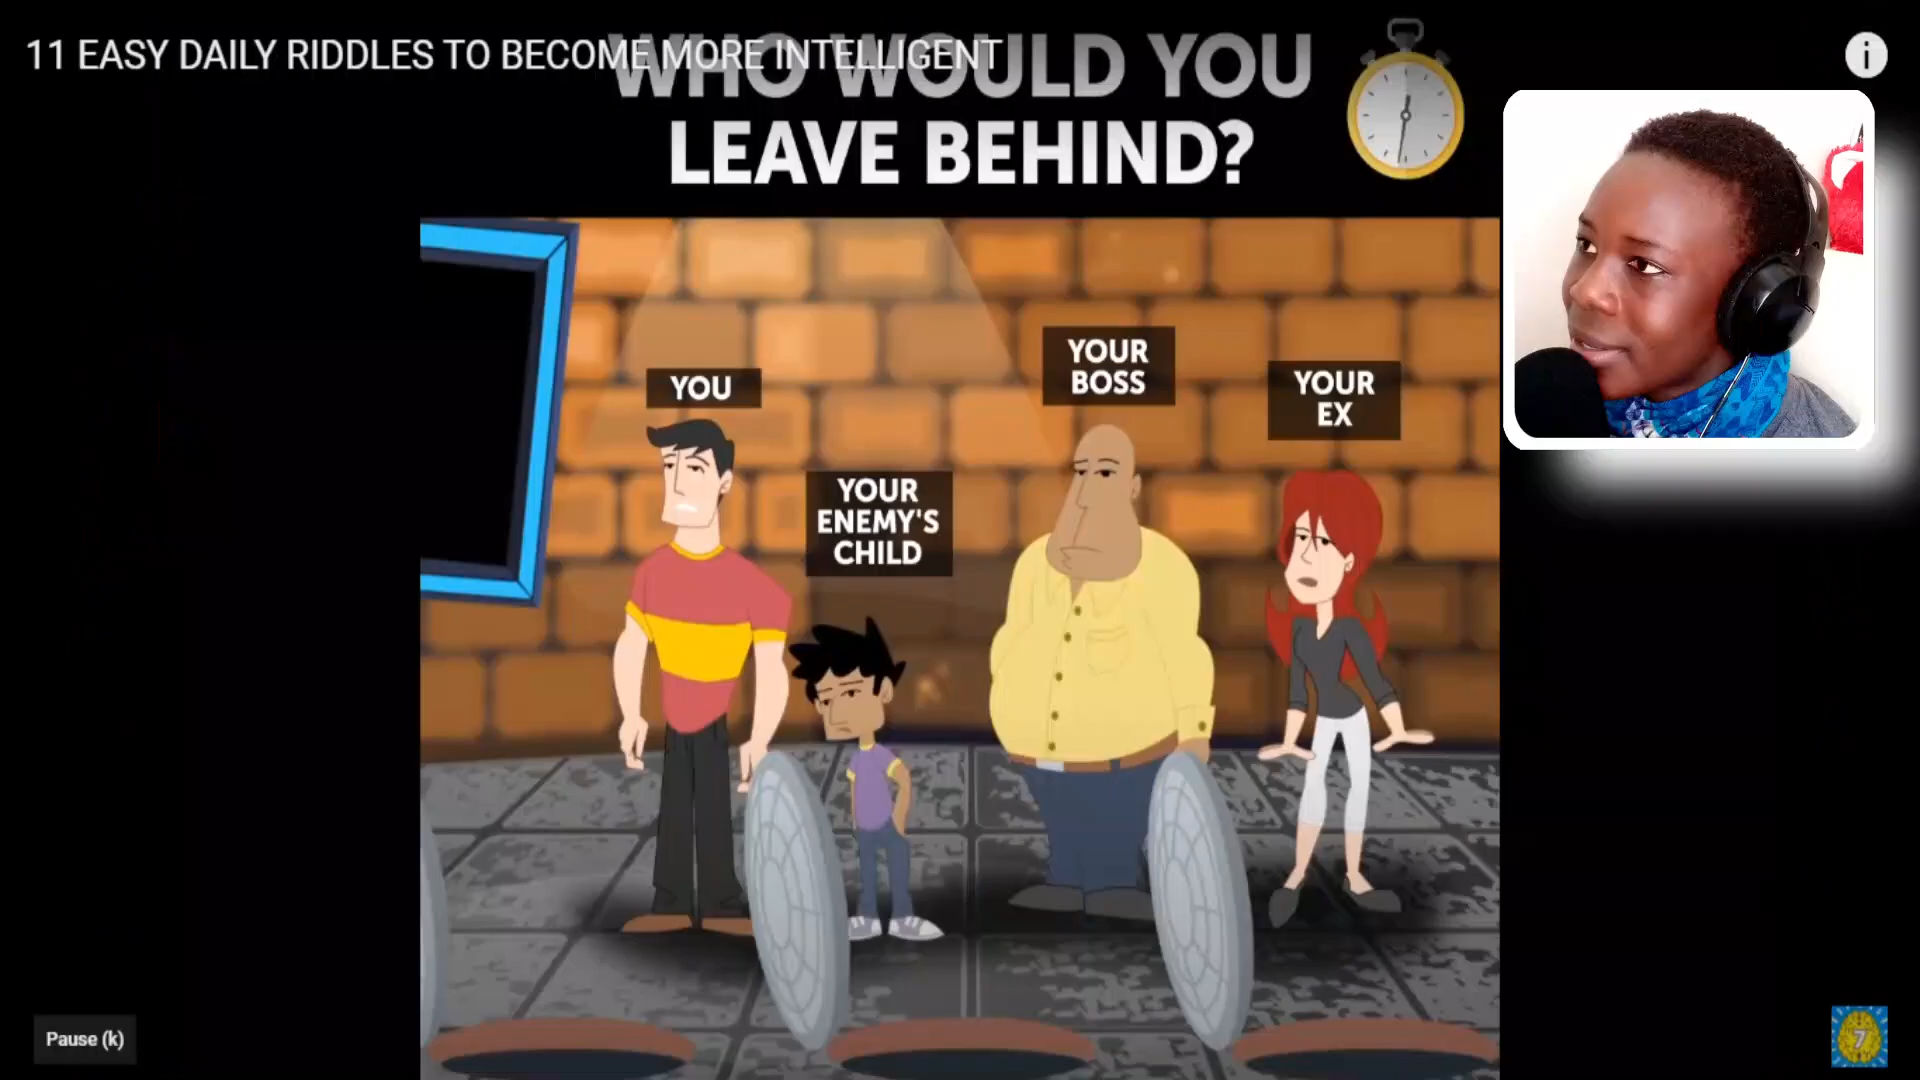 11 EASY DAILY RIDDLES TO BECOME MORE INTELLIGENT
WHO WOULD YOU
LEAVE BEHIND?
i
YOU
YOUR
ENEMY'S
CHILD
YOUR
BOSS
YOUR
EX
Pause (k)
7